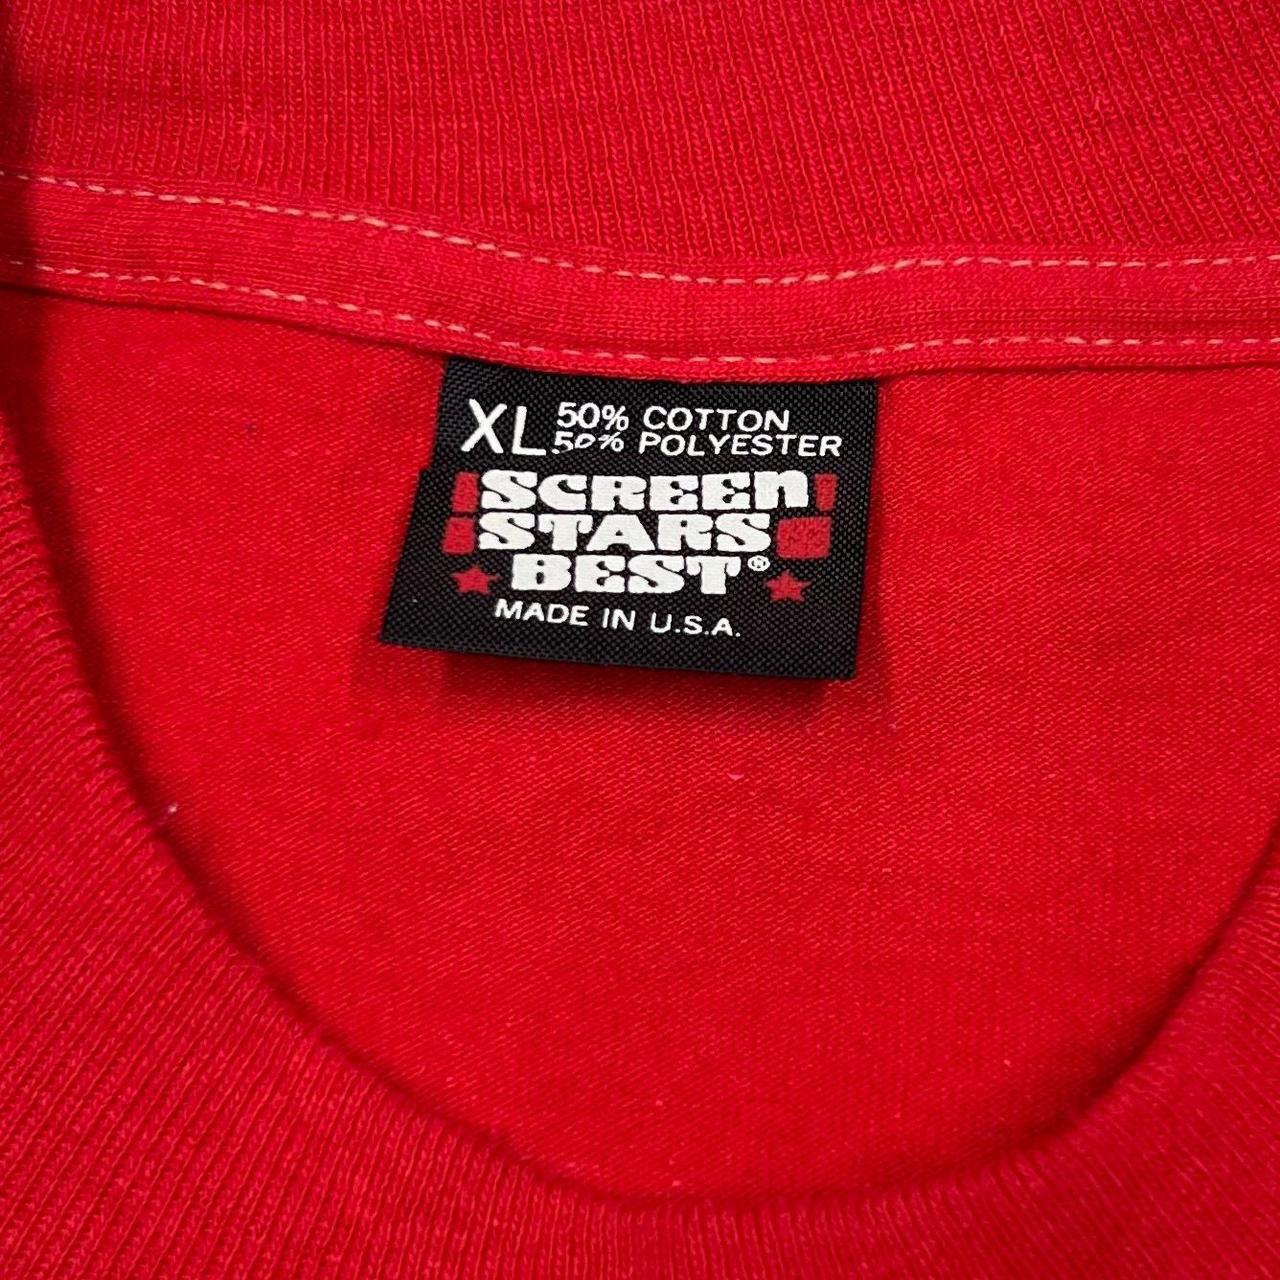 XL 50% COTTON
50% POLYESTER
SCREEN
STARS
BEST®
MADE IN U.S.A.